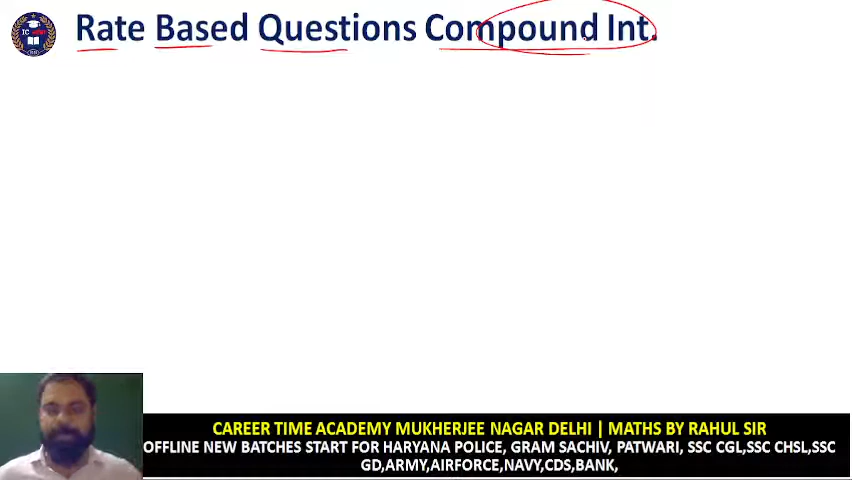 Rate Based Questions Compound Int.
CAREER TIME ACADEMY MUKHERJEE NAGAR DELHI | MATHS BY RAHUL SIR
OFFLINE NEW BATCHES START FOR HARYANA POLICE, GRAM SACHIV, PATWARI, SSC CGL,SSC CHSL,SSC
GD,ARMY,AIRFORCE,NAVY,CDS,BANK,